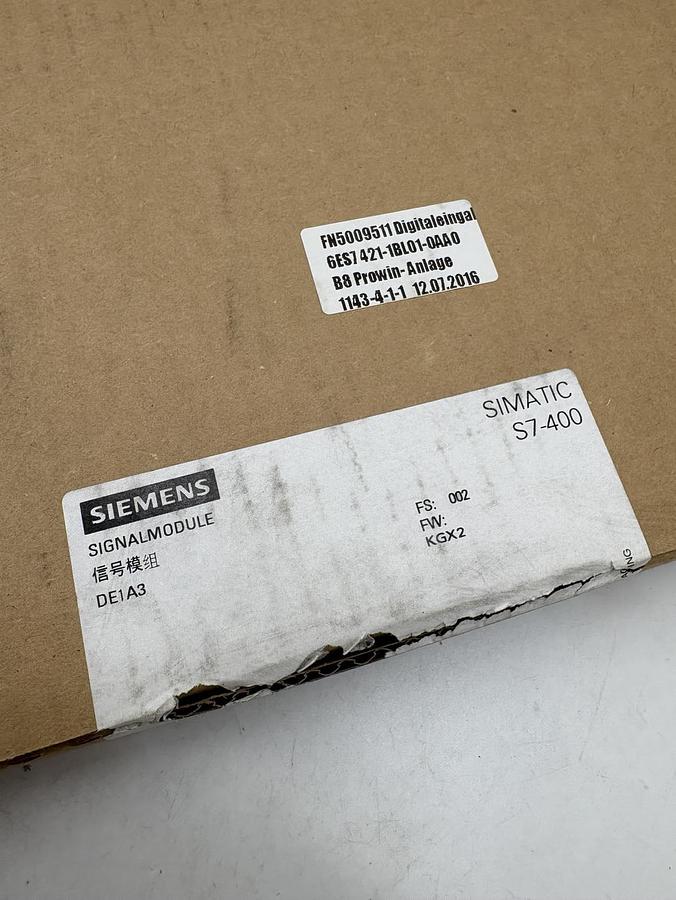 FN5009511 Digitaleingal
6ES7 421-1BL01-0AA0
B8 Prowin-Anlage
1143-4-1-1 12.07.2016
SIMATIC
S7-400
SIEMENS
SIGNALMODULE
信号模组
DE1A3
FS: 002
FW:
KGX2